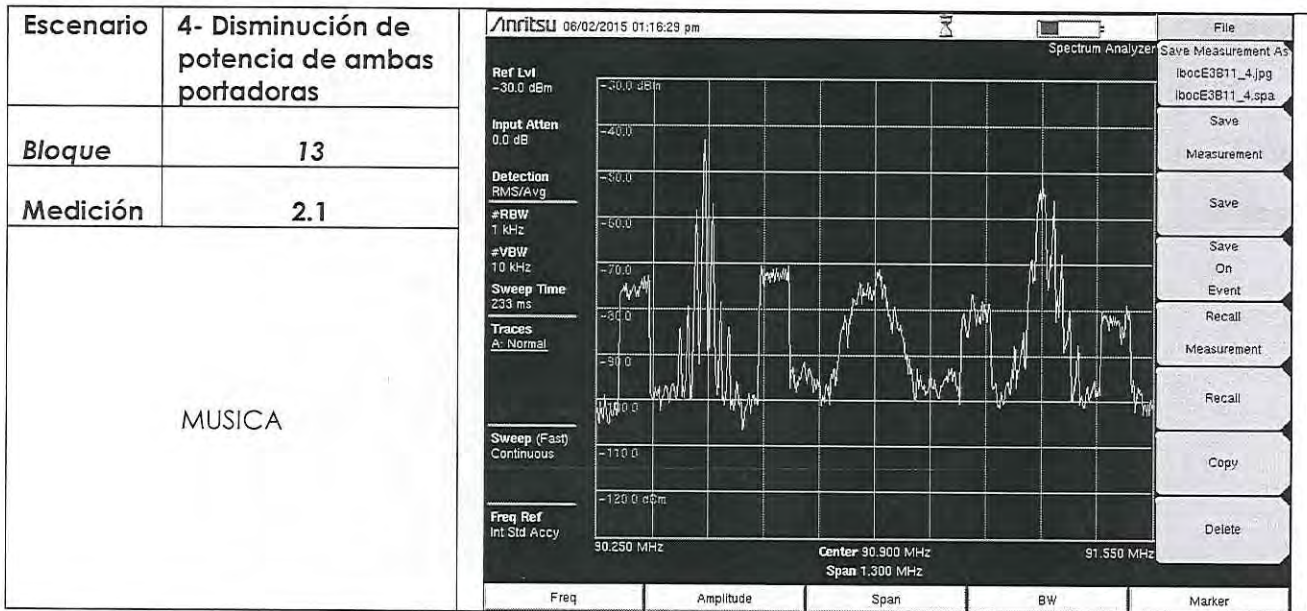 Escenario
4- Disminución de
potencia de ambas
portadoras
Bloque
13
Medición
2.1
MUSICA
Anritsu 06/02/2015 01:16:29 pm
Spectrum Analyzer
Ref Lvl
-30.0 dBm
Input Atten
0.0 dB
Detection
RMS/Avg
#RBW
1 kHz
#VBW
10 kHz
Sweep Time
233 ms
Traces
A: Normal
Sweep (Fast)
Continuous
Freq Ref
Int Std Accy
-30.0 dBm
-40.0
-50.0
-60.0
-70.0
-80.0
-90.0
-110.0
-120.0 dBm
90.250 MHz
Center 90.900 MHz
91.550 MHz
Span 1.300 MHz
File
Save Measurement As
IbocE3B11_4.jpg
IbocE3B11_4.spa
Save
Measurement
Save
Save
On
Event
Recall
Measurement
Recall
Copy
Delete
Freq
Amplitude
Span
BW
Marker